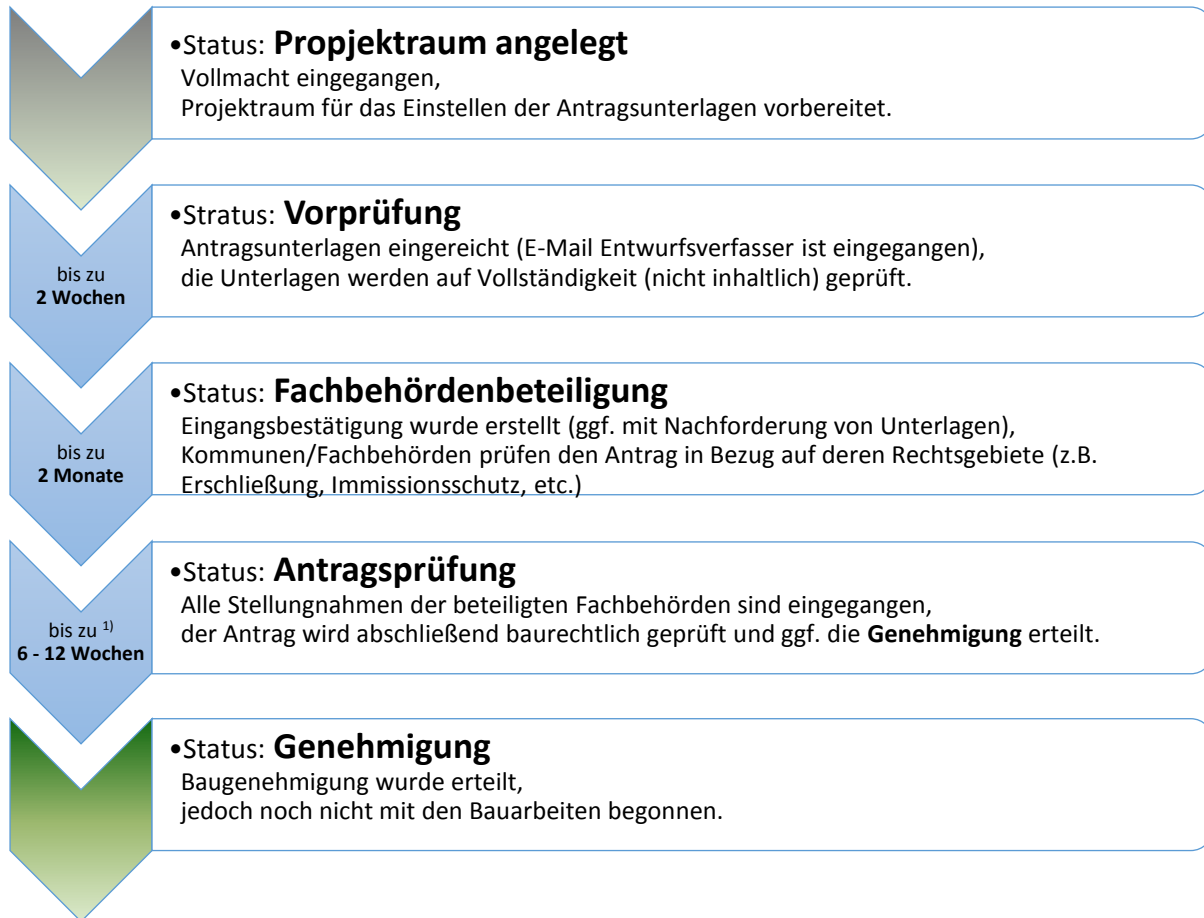 •Status: Propjektraum angelegt
Vollmacht eingegangen,
Projektraum für das Einstellen der Antragsunterlagen vorbereitet.
bis zu
2 Wochen
•Stratus: Vorprüfung
Antragsunterlagen eingereicht (E-Mail Entwurfsverfasser ist eingegangen),
die Unterlagen werden auf Vollständigkeit (nicht inhaltlich) geprüft.
bis zu
2 Monate
•Status: Fachbehördenbeteiligung
Eingangsbestätigung wurde erstellt (ggf. mit Nachforderung von Unterlagen),
Kommunen/Fachbehörden prüfen den Antrag in Bezug auf deren Rechtsgebiete (z.B.
Erschließung, Immissionsschutz, etc.)
bis zu 1)
6 - 12 Wochen
•Status: Antragsprüfung
Alle Stellungnahmen der beteiligten Fachbehörden sind eingegangen,
der Antrag wird abschließend baurechtlich geprüft und ggf. die Genehmigung erteilt.
•Status: Genehmigung
Baugenehmigung wurde erteilt,
jedoch noch nicht mit den Bauarbeiten begonnen.